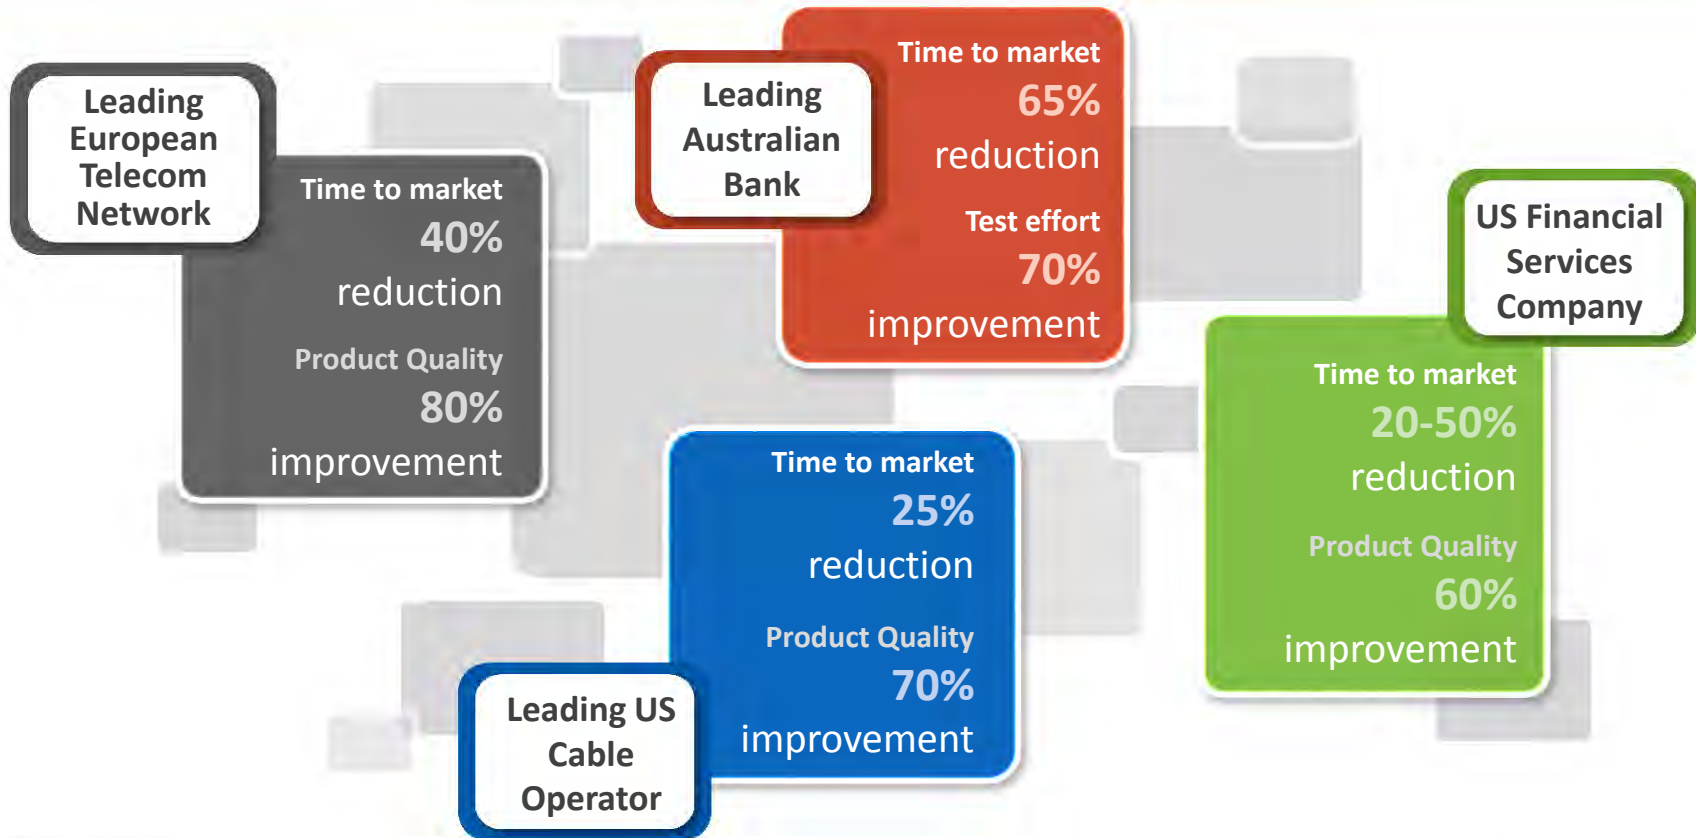 Leading
European
Telecom
Network
Time to market
40%
reduction
Product Quality
80%
improvement
Leading
Australian
Bank
Time to market
65%
reduction
Test effort
70%
improvement
Leading US
Cable
Operator
Time to market
25%
reduction
Product Quality
70%
improvement
US Financial
Services
Company
Time to market
20-50%
reduction
Product Quality
60%
improvement